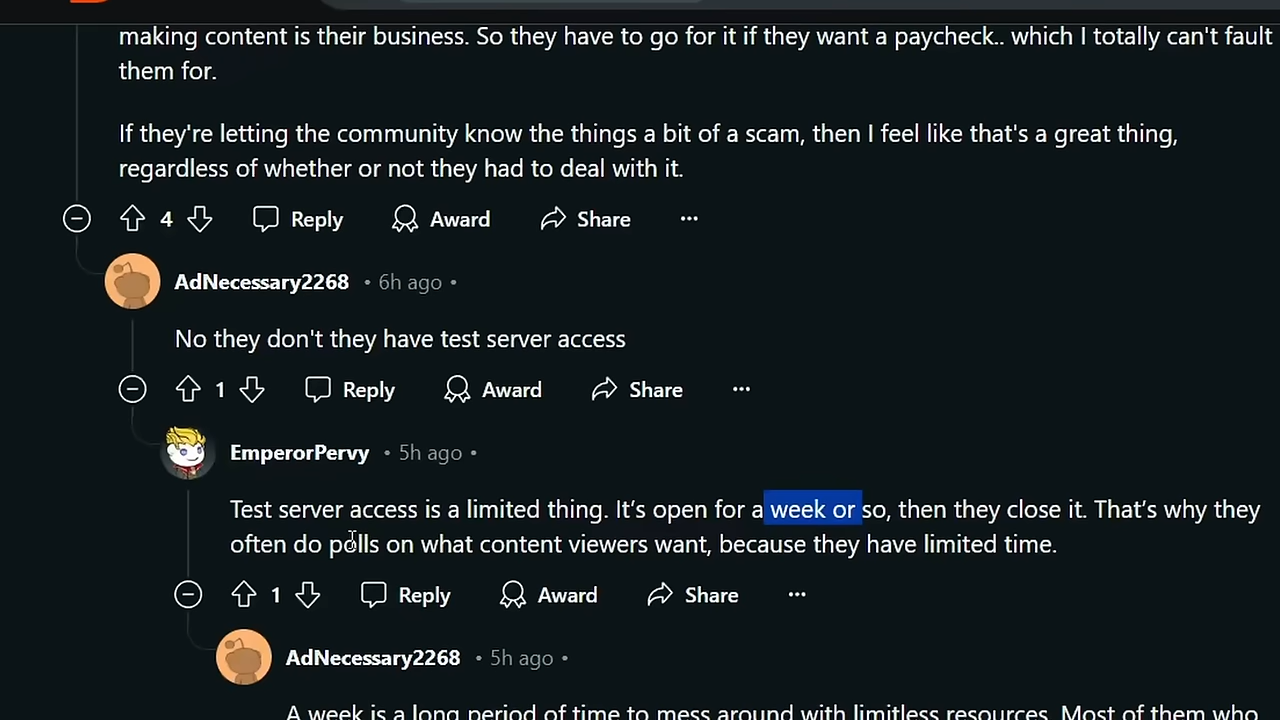 making content is their business. So they have to go for it if they want a paycheck.. which I totally can't fault
them for.
If they're letting the community know the things a bit of a scam, then I feel like that's a great thing,
regardless of whether or not they had to deal with it.
4 Reply Award Share
AdNecessary2268 • 6h ago •
No they don't they have test server access
1 Reply Award Share
EmperorPervy • 5h ago •
Test server access is a limited thing. It’s open for a week or so, then they close it. That’s why they
often do polls on what content viewers want, because they have limited time.
1 Reply Award Share
AdNecessary2268 • 5h ago •
A week is a long period of time to mess around with limitless resources. Most of them who